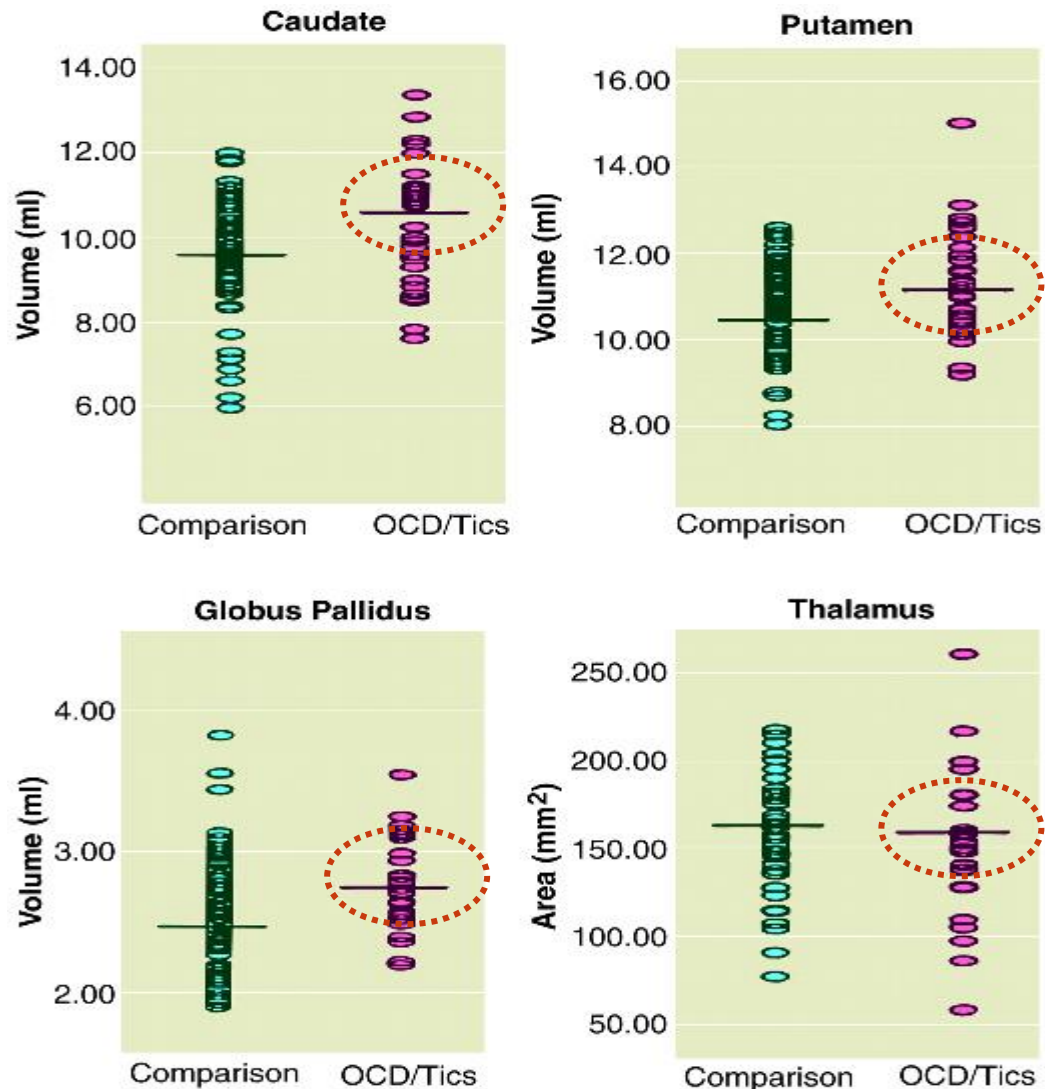 Caudate
14.00
12.00
10.00
8.00
6.00
Volume (ml)
Comparison OCD/Tics
Putamen
16.00
14.00
12.00
10.00
8.00
Volume (ml)
Comparison OCD/Tics
Globus Pallidus
4.00
3.00
2.00
Volume (ml)
Comparison OCD/Tics
Thalamus
250.00
200.00
150.00
100.00
50.00
Area (mm²)
Comparison OCD/Tics